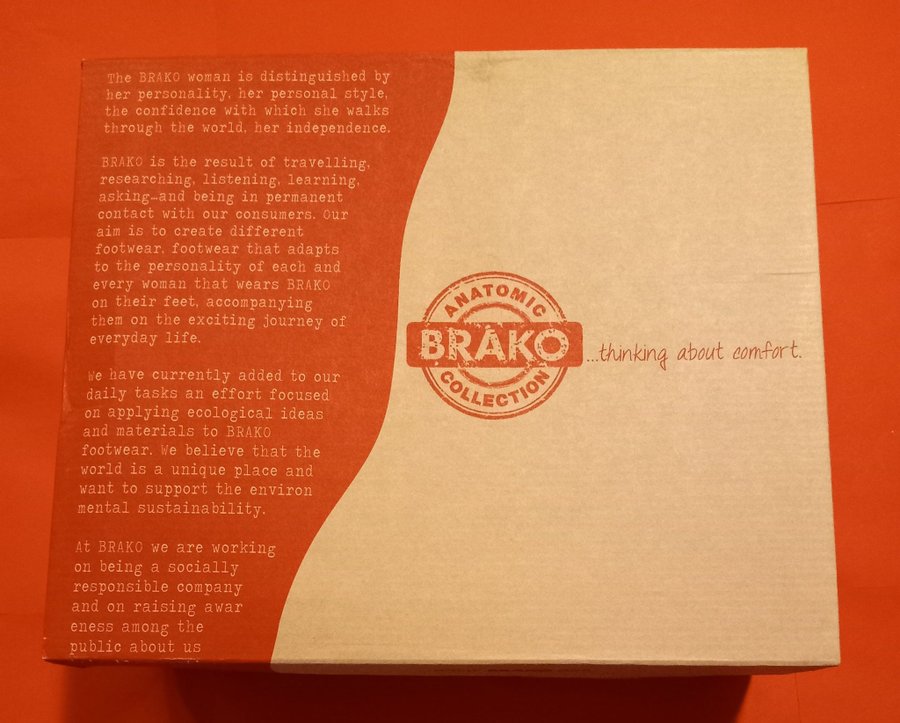 The BRAKO woman is distinguished by
her personality, her personal style,
the confidence with which she walks
through the world, her independence.
BRAKO is the result of travelling,
researching, listening, learning,
asking…and being in permanent
contact with our consumers. Our
aim is to create different
footwear, footwear that adapts
to the personality of each and
every woman that wears BRAKO
on their feet, accompanying
them on the exciting journey of
everyday life.
We have currently added to our
daily tasks an effort focused
on applying ecological ideas
and materials to BRAKO
footwear. We believe that the
world is a unique place and
want to support the environ
mental sustainability.
At BRAKO we are working
on being a socially
responsible company
and on raising awar
eness among the
public about us
ANATOMIC
BRAKO
COLLECTION
...thinking about comfort.